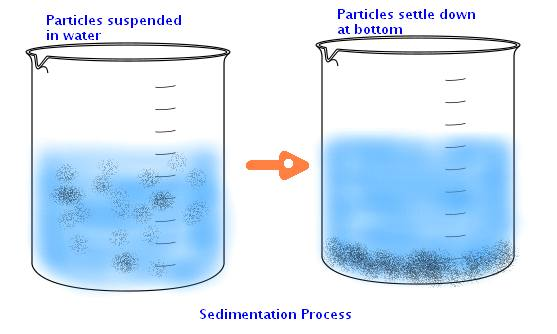 Particles suspended
in water
Particles settle down
at bottom
Sedimentation Process